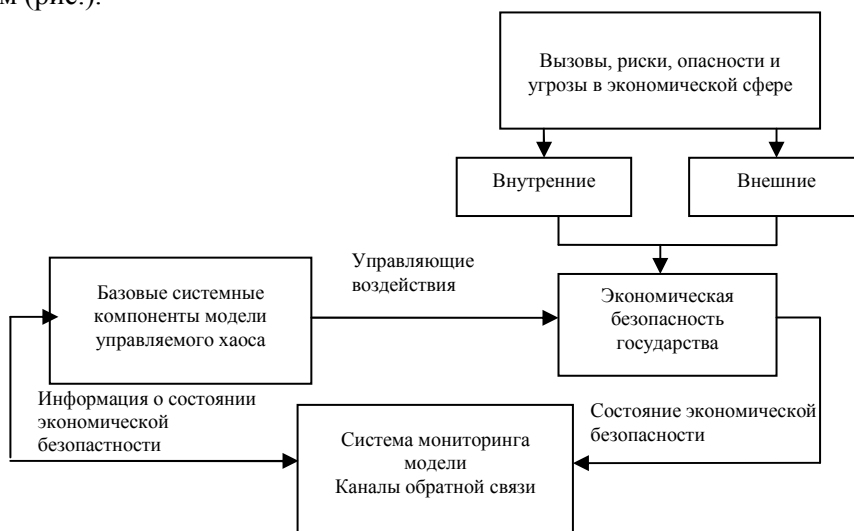 м (рис.).
Вызовы, риски, опасности и
угрозы в экономической сфере
Внутренние
Внешние
Управляющие
воздействия
Базовые системные
компоненты модели
управляемого хаоса
Экономическая
безопасность
государства
Информация о состоянии
экономической
безопастности
Состояние экономической
безопасности
Система мониторинга
модели
Каналы обратной связи